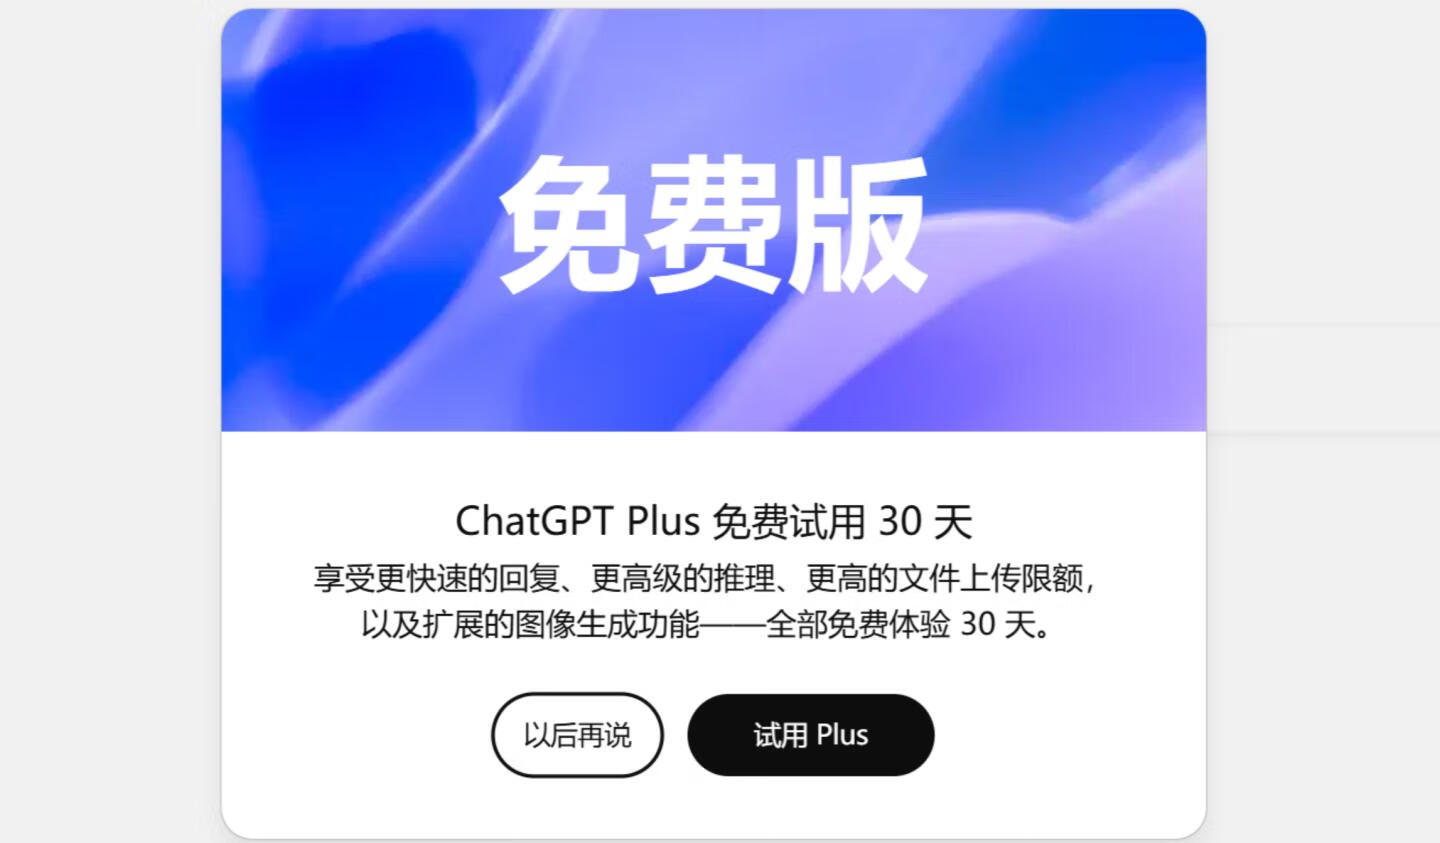 免费版
ChatGPT Plus 免费试用 30 天
享受更快速的回复、更高级的推理、更高的文件上传限额，
以及扩展的图像生成功能——全部免费体验 30 天。
以后再说
试用 Plus